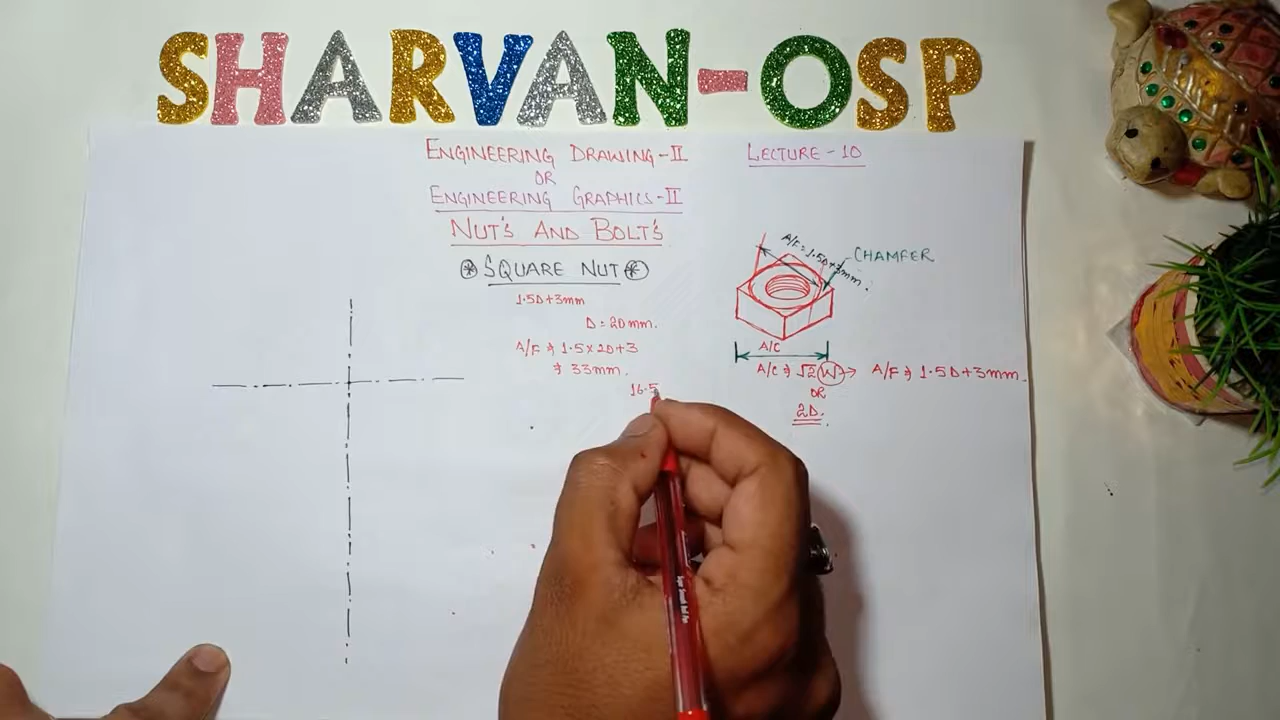 SHARVAN-OSP
ENGINEERING DRAWING-II
OR
ENGINEERING GRAPHICS-II
LECTURE-10
NUT'S AND BOLT'S
SQUARE NUT
1.5D+3mm
D=20mm.
A/F ⇒ 1.5×20+3
⇒ 33mm.
16.5
A/F=1.5D+3mm.
CHAMFER
A/C
A/C ⇒ √2 W → A/F ⇒ 1.5D+3mm.
OR
2D.